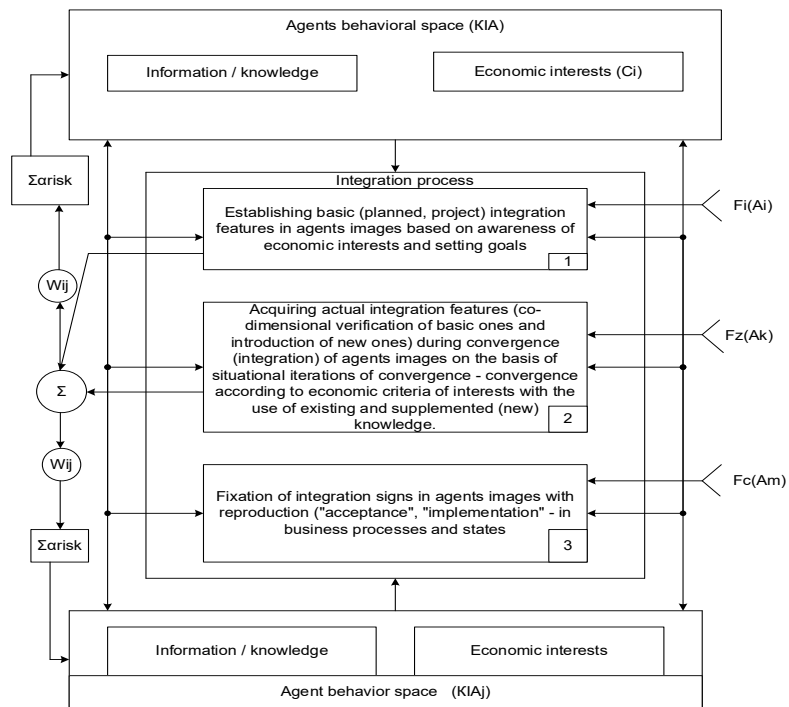 Agents behavioral space (KIA)
Information / knowledge
Economic interests (Ci)
Σαrisk
Integration process
Establishing basic (planned, project) integration
features in agents images based on awareness of
economic interests and setting goals
1
Fi(Ai)
Wij
Acquiring actual integration features (co-
dimensional verification of basic ones and
introduction of new ones) during convergence
(integration) of agents images on the basis of
situational iterations of convergence - convergence
according to economic criteria of interests with the
use of existing and supplemented (new)
knowledge.
2
Fz(Ak)
Σ
Wij
Fixation of integration signs in agents images with
reproduction ("acceptance", "implementation" - in
business processes and states
3
Fc(Am)
Σαrisk
Information / knowledge
Economic interests
Agent behavior space (KIAj)